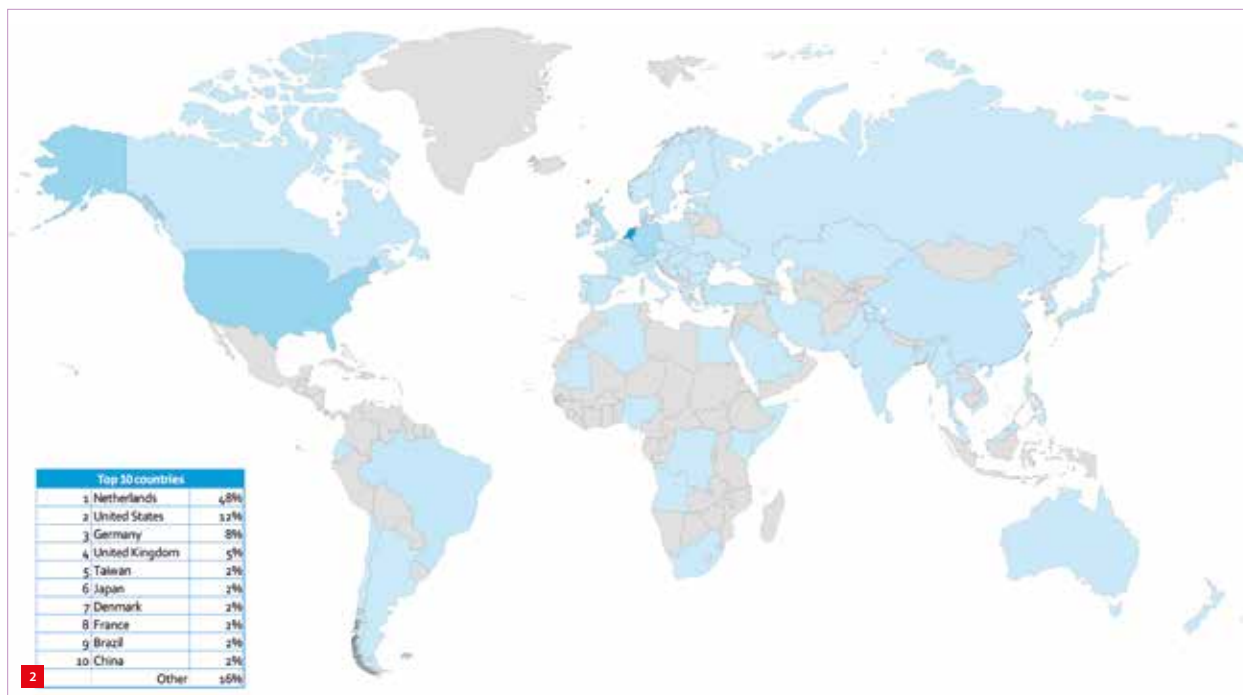 Top 10 countries
1 Netherlands 48%
2 United States 12%
3 Germany 8%
4 United Kingdom 5%
5 Taiwan 2%
6 Japan 2%
7 Denmark 2%
8 France 2%
9 Brazil 2%
10 China 2%
Other 16%
2